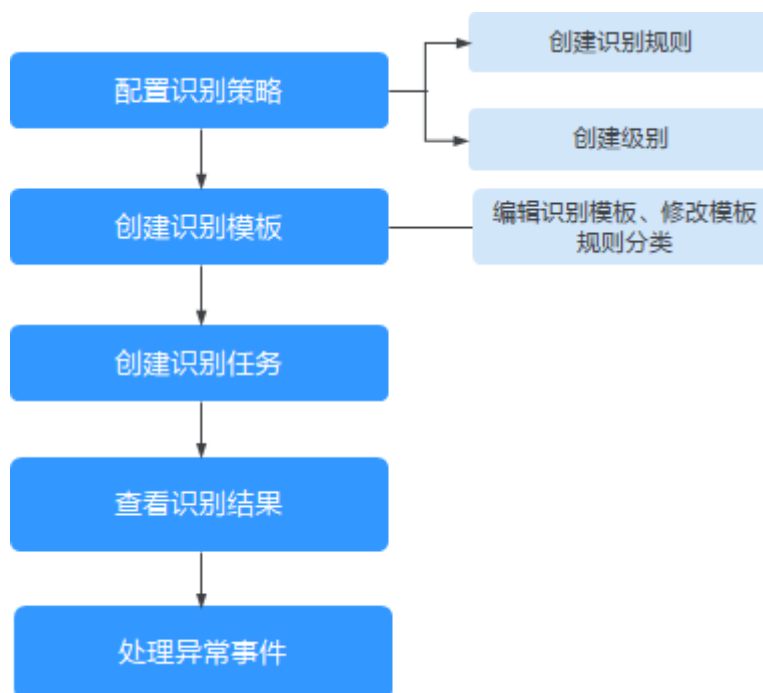 创建识别规则
配置识别策略
创建级别
创建识别模板
编辑识别模板、修改模板
规则分类
创建识别任务
查看识别结果
处理异常事件